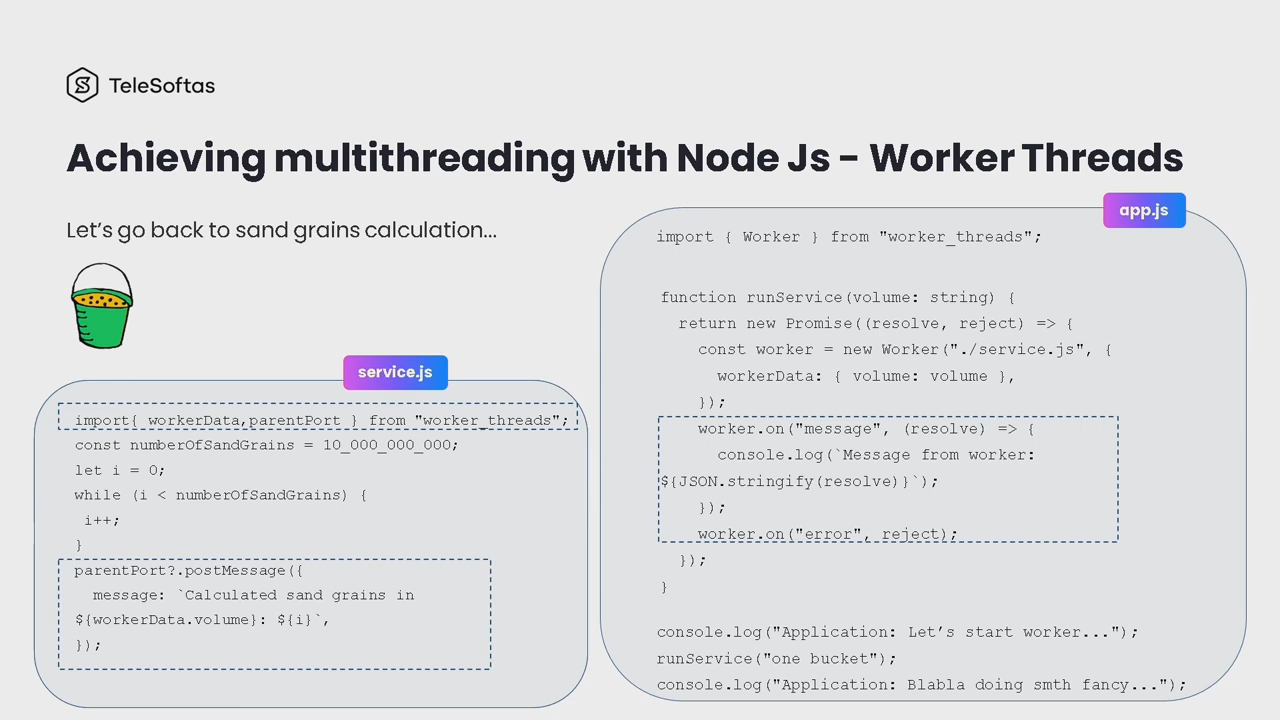 TeleSoftas
Achieving multithreading with Node Js - Worker Threads
Let's go back to sand grains calculation...
service.js
import{ workerData,parentPort } from "worker_threads";
const numberOfSandGrains = 10_000_000_000;
let i = 0;
while (i < numberOfSandGrains) {
i++;
}
parentPort?.postMessage({
message: `Calculated sand grains in
${workerData.volume}: ${i}`,
});
app.js
import { Worker } from "worker_threads";
function runService(volume: string) {
return new Promise((resolve, reject) => {
const worker = new Worker("./service.js", {
workerData: { volume: volume },
});
worker.on("message", (resolve) => {
console.log(`Message from worker:
${JSON.stringify(resolve)}`);
});
worker.on("error", reject);
});
}
console.log("Application: Let’s start worker...");
runService("one bucket");
console.log("Application: Blabla doing smth fancy...");